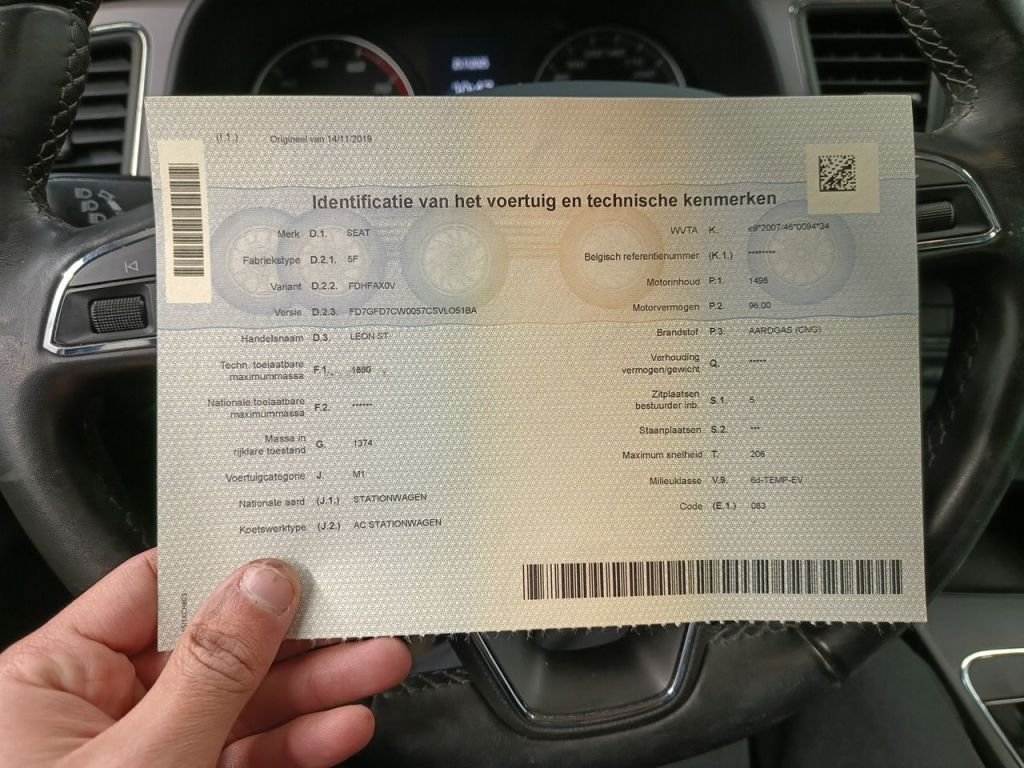 (I.1.) Origineel van 14/11/2019
Identificatie van het voertuig en technische kenmerken
Merk D.1. SEAT
Fabriekstype D.2.1. 5F
Variant D.2.2. FDHFAX0V
Versie D.2.3. FD7GFD7CW0057CSVLO51BA
Handelsnaam D.3. LEON ST
Techn. toelaatbare
maximummassa F.1. 1880
Nationale toelaatbare
maximummassa F.2. ******
Massa in
rijklare toestand G. 1374
Voertuigcategorie J. M1
Nationale aard (J.1.) STATIONWAGEN
Koetswerktype (J.2.) AC STATIONWAGEN
WVTA K. e9*2007/46*0094*34
Belgisch referentienummer (K.1.) ********
Motorinhoud P.1. 1498
Motorvermogen P.2. 96,00
Brandstof P.3. AARDGAS (CNG)
Verhouding
vermogen/gewicht Q. *****
Zitplaatsen
bestuurder inb. S.1. 5
Staanplaatsen S.2. ***
Maximum snelheid T. 206
Milieuklasse V.9. 6d-TEMP-EV
Code (E.1.) 083